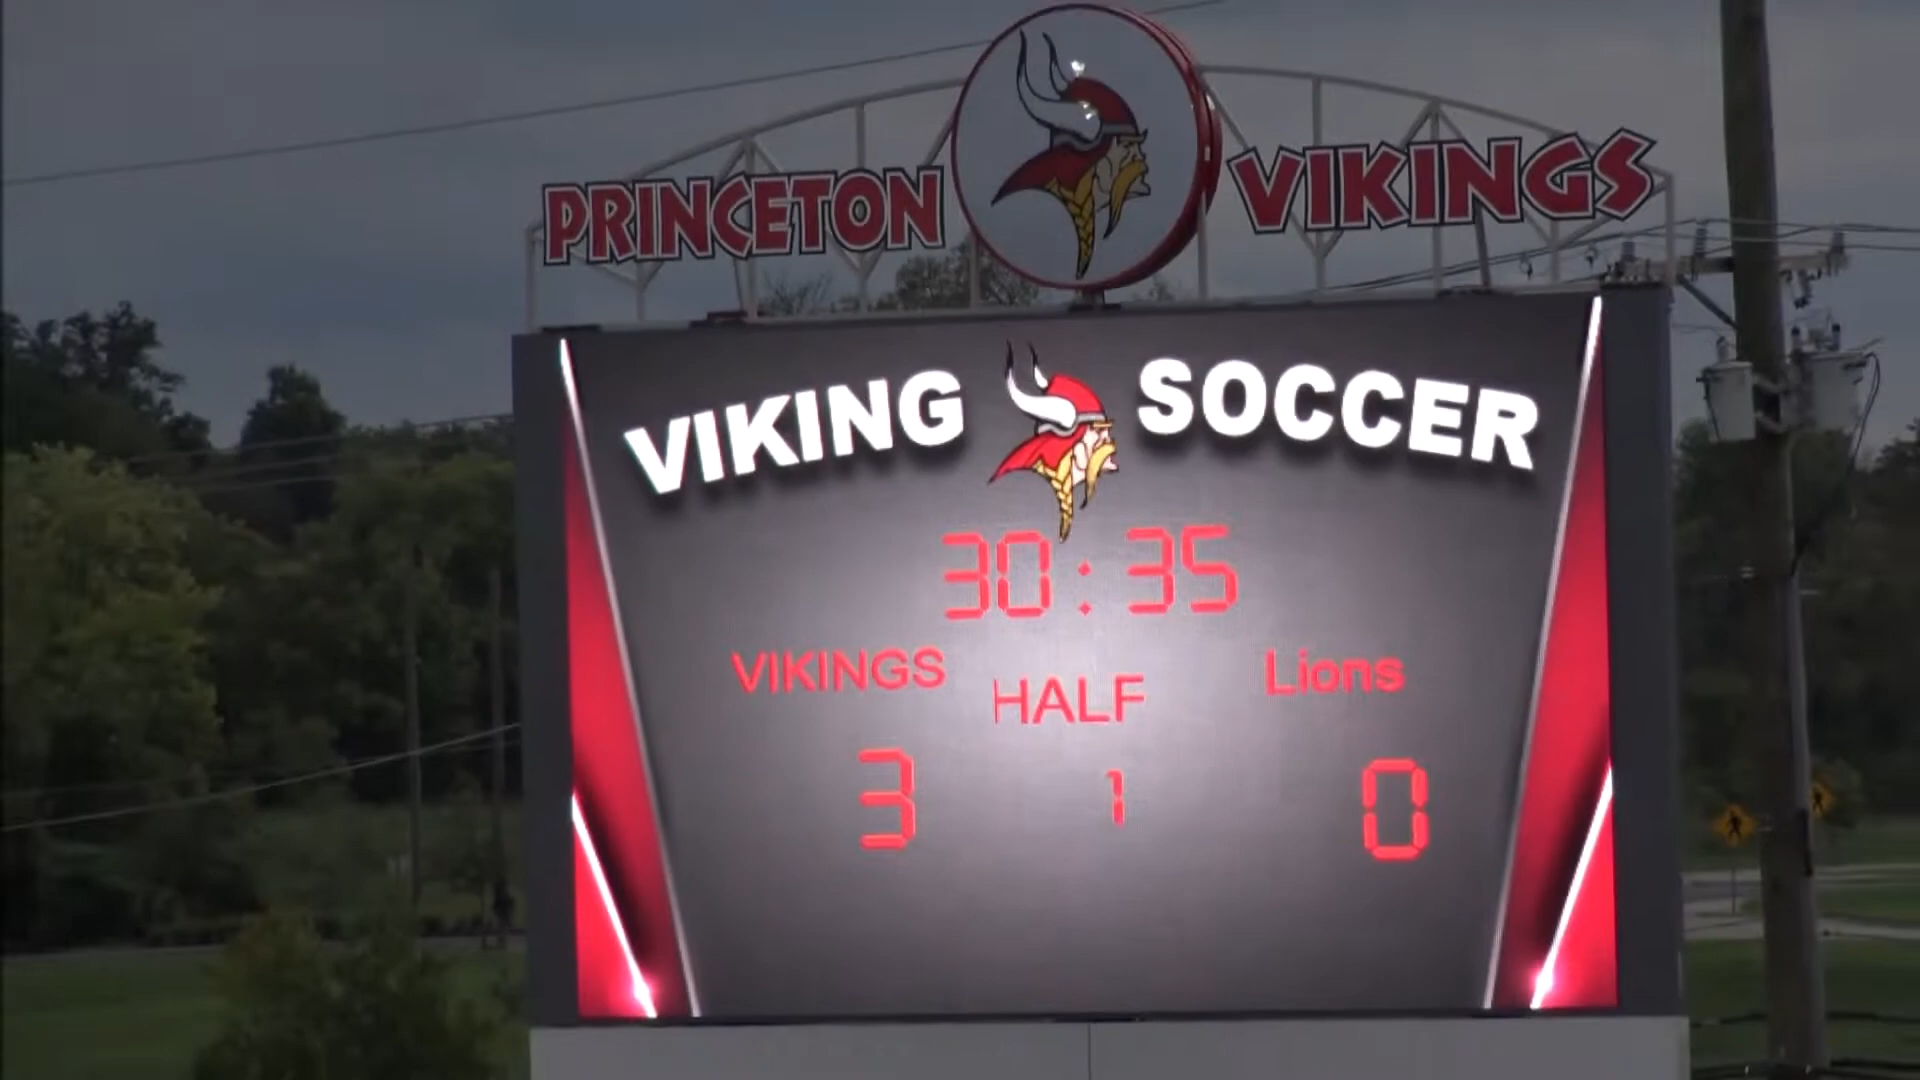 PRINCETON VIKINGS
VIKING SOCCER
30:35
VIKINGS HALF Lions
3 1 0